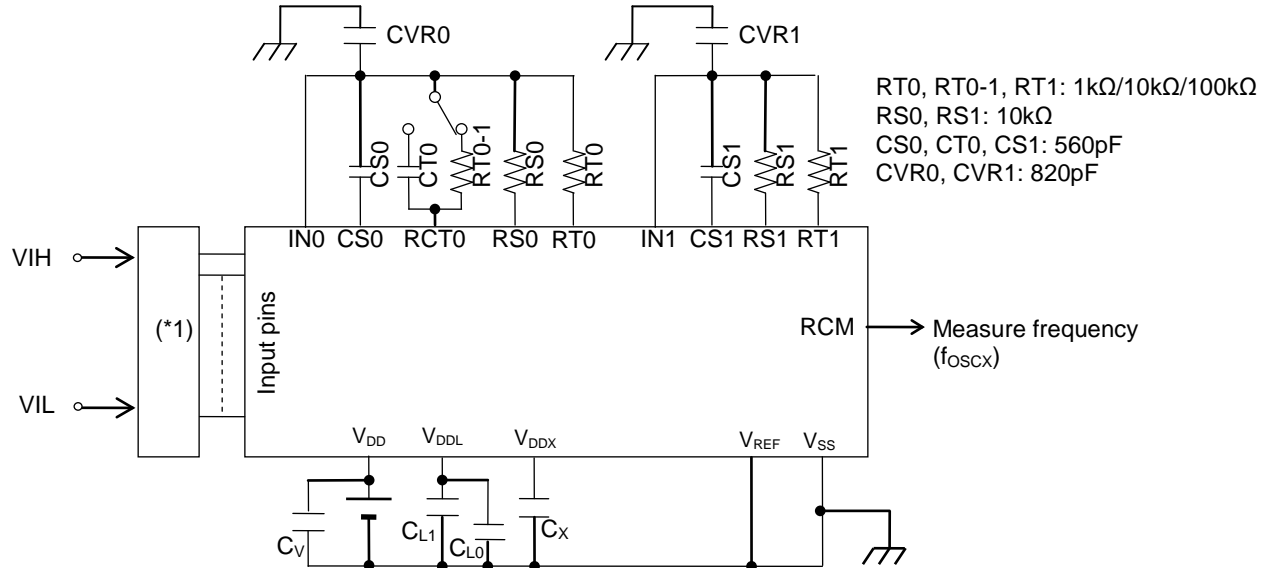 CVR0
CVR1
RT0, RT0-1, RT1: 1kΩ/10kΩ/100kΩ
RS0, RS1: 10kΩ
CS0, CT0, CS1: 560pF
CVR0, CVR1: 820pF
CS0
CT0
RT0-1
RS0
RT0
CS1
RS1
RT1
IN0 CS0 RCT0 RS0 RT0 IN1 CS1 RS1 RT1
VIH
(*1)
Input pins
VIL
RCM
Measure frequency
(fOSCX)
VDD VDDL VDDX VREF VSS
CV
CL1
CL0
CX